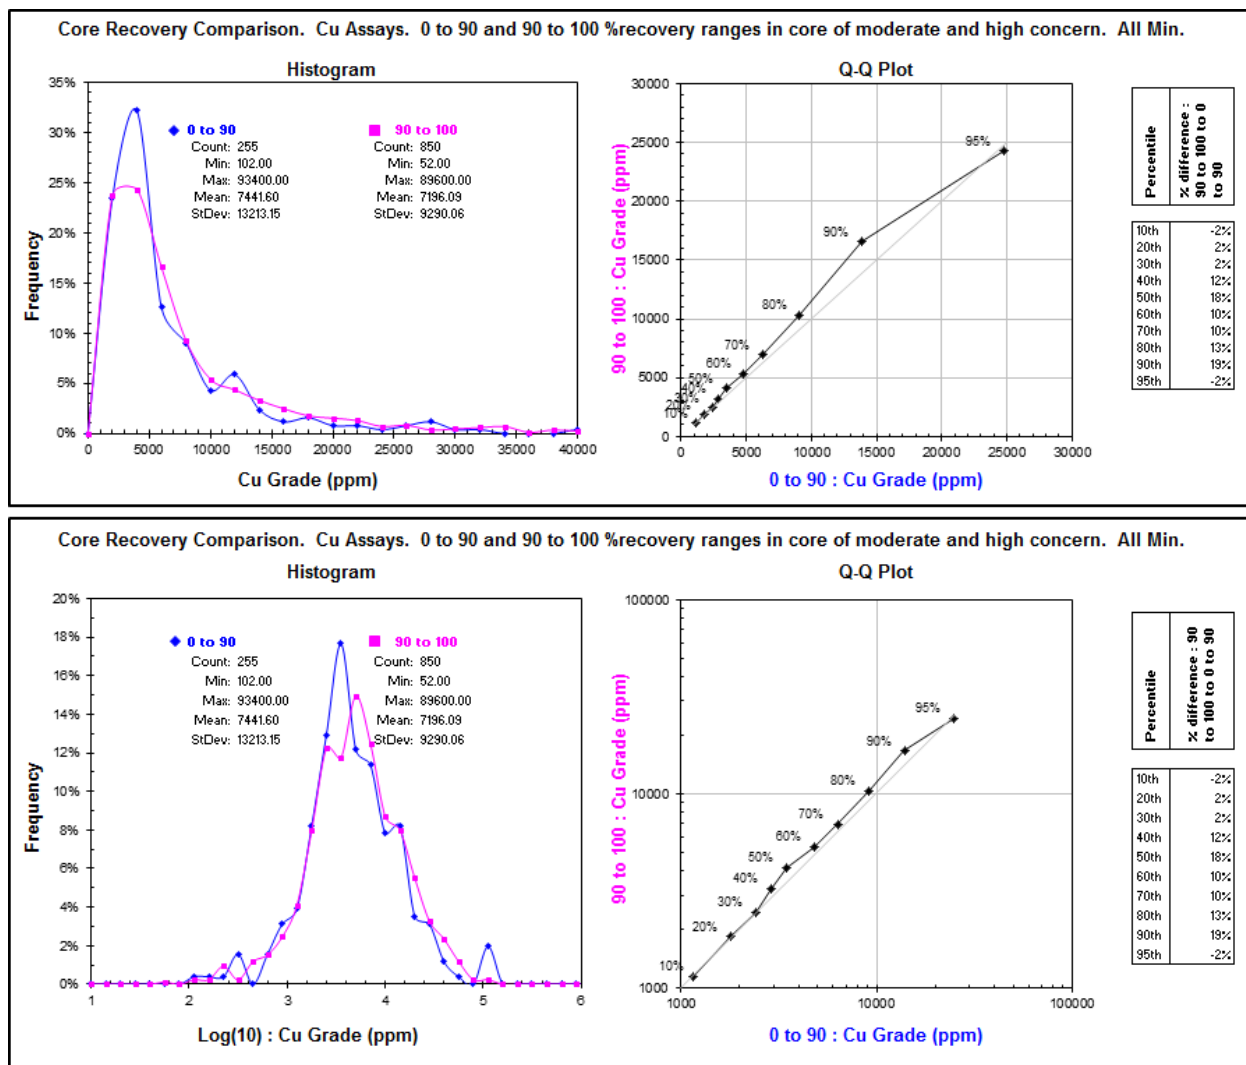 Core Recovery Comparison. Cu Assays. 0 to 90 and 90 to 100 %recovery ranges in core of moderate and high concern. All Min.
Histogram
35%
30%
25%
20%
15%
10%
5%
0%
Frequency
0 to 90
Count: 255
Min: 102.00
Max: 93400.00
Mean: 7441.60
StDev: 13213.15
90 to 100
Count: 850
Min: 52.00
Max: 89600.00
Mean: 7196.09
StDev: 9290.06
0 10000 20000 30000 40000
Cu Grade (ppm)
Q-Q Plot
30000
25000
20000
15000
10000
5000
0
90 to 100 : Cu Grade (ppm)
95%
90%
80%
70%
60%
50%
40%
30%
20%
10%
0 5000 10000 15000 20000 25000 30000
0 to 90 : Cu Grade (ppm)
Percentile
% difference :
90 to 100 to 0
to 90
10th -2%
20th 2%
30th 2%
40th 12%
50th 18%
60th 10%
70th 10%
80th 13%
90th 19%
95th -2%
Core Recovery Comparison. Cu Assays. 0 to 90 and 90 to 100 %recovery ranges in core of moderate and high concern. All Min.
Histogram
20%
18%
16%
14%
12%
10%
8%
6%
4%
2%
0%
Frequency
0 to 90
Count: 255
Min: 102.00
Max: 93400.00
Mean: 7441.60
StDev: 13213.15
90 to 100
Count: 850
Min: 52.00
Max: 89600.00
Mean: 7196.09
StDev: 9290.06
1 2 3 4 5 6
Log(10) : Cu Grade (ppm)
Q-Q Plot
100000
10000
1000
90 to 100 : Cu Grade (ppm)
95%
90%
80%
70%
60%
50%
40%
30%
20%
10%
1000 10000 100000
0 to 90 : Cu Grade (ppm)
Percentile
% difference : 90
to 100 to 0 to 90
10th -2%
20th 2%
30th 2%
40th 12%
50th 18%
60th 10%
70th 10%
80th 13%
90th 19%
95th -2%